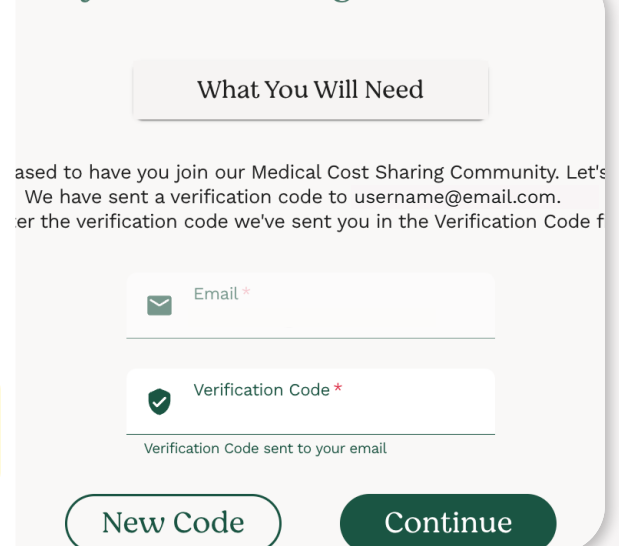 What You Will Need
ased to have you join our Medical Cost Sharing Community. Let's
We have sent a verification code to username@email.com.
er the verification code we've sent you in the Verification Code f
Email *
Verification Code *
Verification Code sent to your email
New Code
Continue